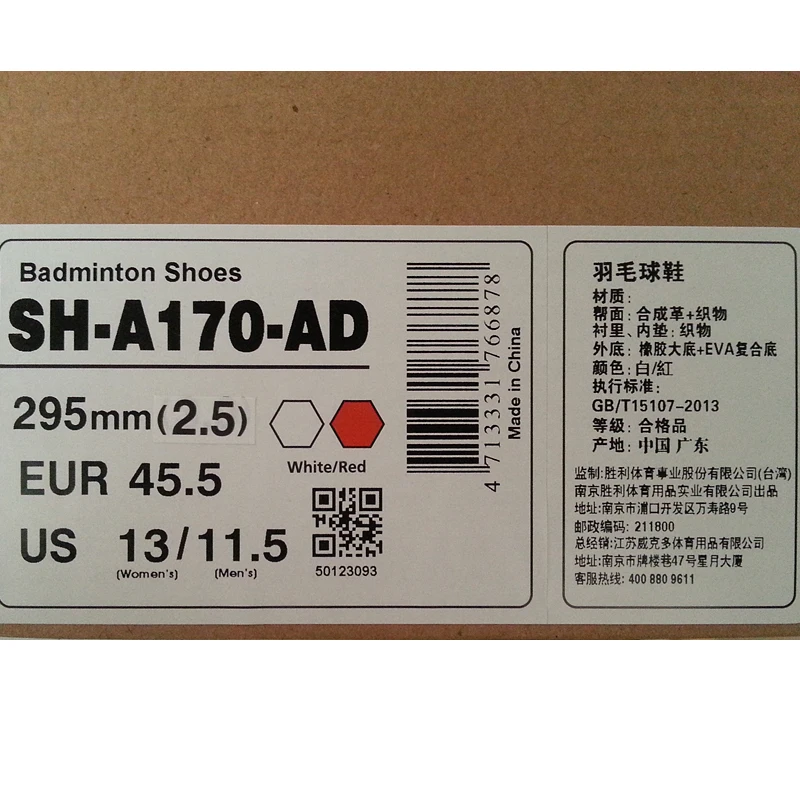 Badminton Shoes
SH-A170-AD
295mm(2.5)
White/Red
EUR 45.5
US 13/11.5
(Women's) (Men's)
50123093
4 713331 766878
Made in China
羽毛球鞋
材质:
帮面: 合成革+织物
衬里、内垫: 织物
外底: 橡胶大底+EVA复合底
颜色: 白/紅
执行标准:
GB/T15107-2013
等级: 合格品
产地: 中国 广东
监制:胜利体育事业股份有限公司(台湾)
南京胜利体育用品实业有限公司出品
地址:南京市浦口开发区万寿路9号
邮政编码: 211800
总经销:江苏威克多体育用品有限公司
地址:南京市牌楼巷47号星月大厦
客服热线: 400 880 9611